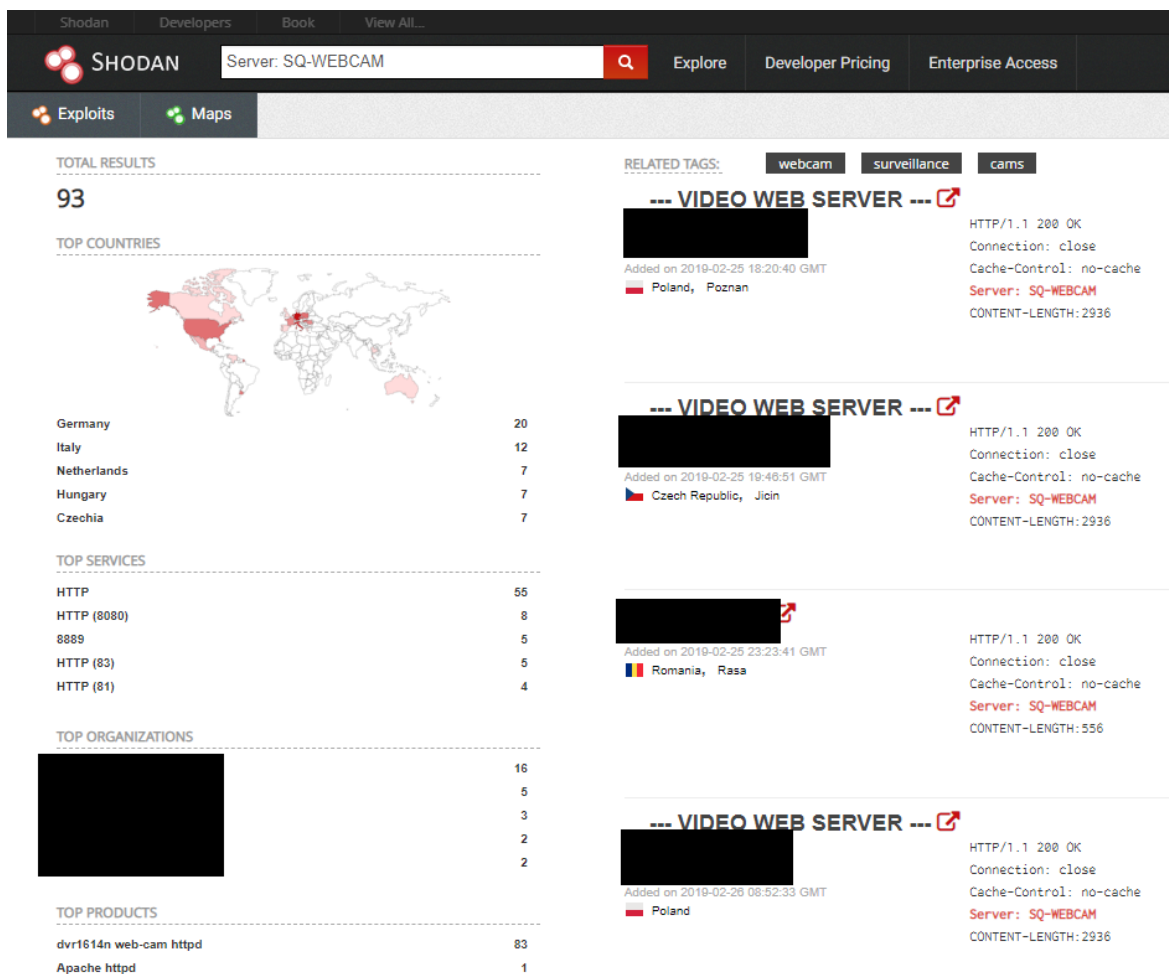 Shodan Developers Book View All...
SHODAN Server: SQ-WEBCAM Explore Developer Pricing Enterprise Access
Exploits Maps
TOTAL RESULTS
93
TOP COUNTRIES
Germany 20
Italy 12
Netherlands 7
Hungary 7
Czechia 7
TOP SERVICES
HTTP 55
HTTP (8080) 8
8889 5
HTTP (83) 5
HTTP (81) 4
TOP ORGANIZATIONS
16
5
3
2
2
TOP PRODUCTS
dvr1614n web-cam httpd 83
Apache httpd 1
RELATED TAGS: webcam surveillance cams
--- VIDEO WEB SERVER ---
Added on 2019-02-25 18:20:40 GMT
Poland, Poznan
HTTP/1.1 200 OK
Connection: close
Cache-Control: no-cache
Server: SQ-WEBCAM
CONTENT-LENGTH:2936
--- VIDEO WEB SERVER ---
Added on 2019-02-25 19:46:51 GMT
Czech Republic, Jicin
HTTP/1.1 200 OK
Connection: close
Cache-Control: no-cache
Server: SQ-WEBCAM
CONTENT-LENGTH:2936
Added on 2019-02-25 23:23:41 GMT
Romania, Rasa
HTTP/1.1 200 OK
Connection: close
Cache-Control: no-cache
Server: SQ-WEBCAM
CONTENT-LENGTH:556
--- VIDEO WEB SERVER ---
Added on 2019-02-26 08:52:33 GMT
Poland
HTTP/1.1 200 OK
Connection: close
Cache-Control: no-cache
Server: SQ-WEBCAM
CONTENT-LENGTH:2936